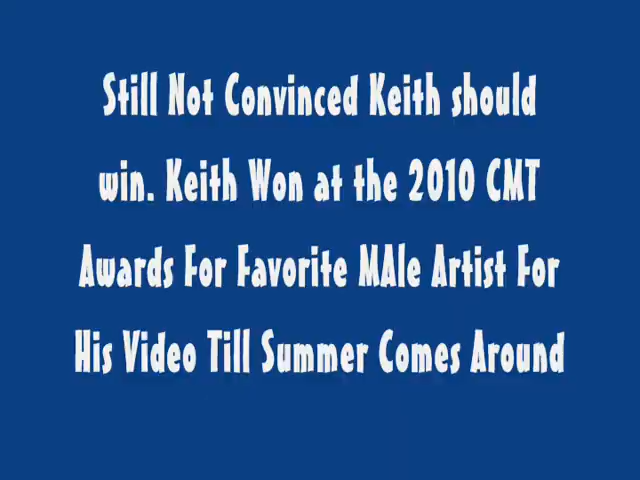 Still Not Convinced Keith should
win. Keith Won at the 2010 CMT
Awards For Favorite MAle Artist For
His Video Till Summer Comes Around